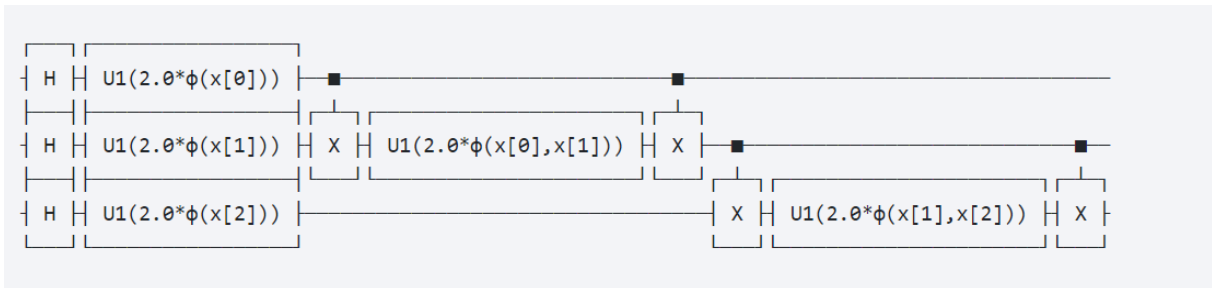 H U1(2.0*ϕ(x[0]))
H U1(2.0*ϕ(x[1])) X U1(2.0*ϕ(x[0],x[1])) X
H U1(2.0*ϕ(x[2])) X U1(2.0*ϕ(x[1],x[2])) X